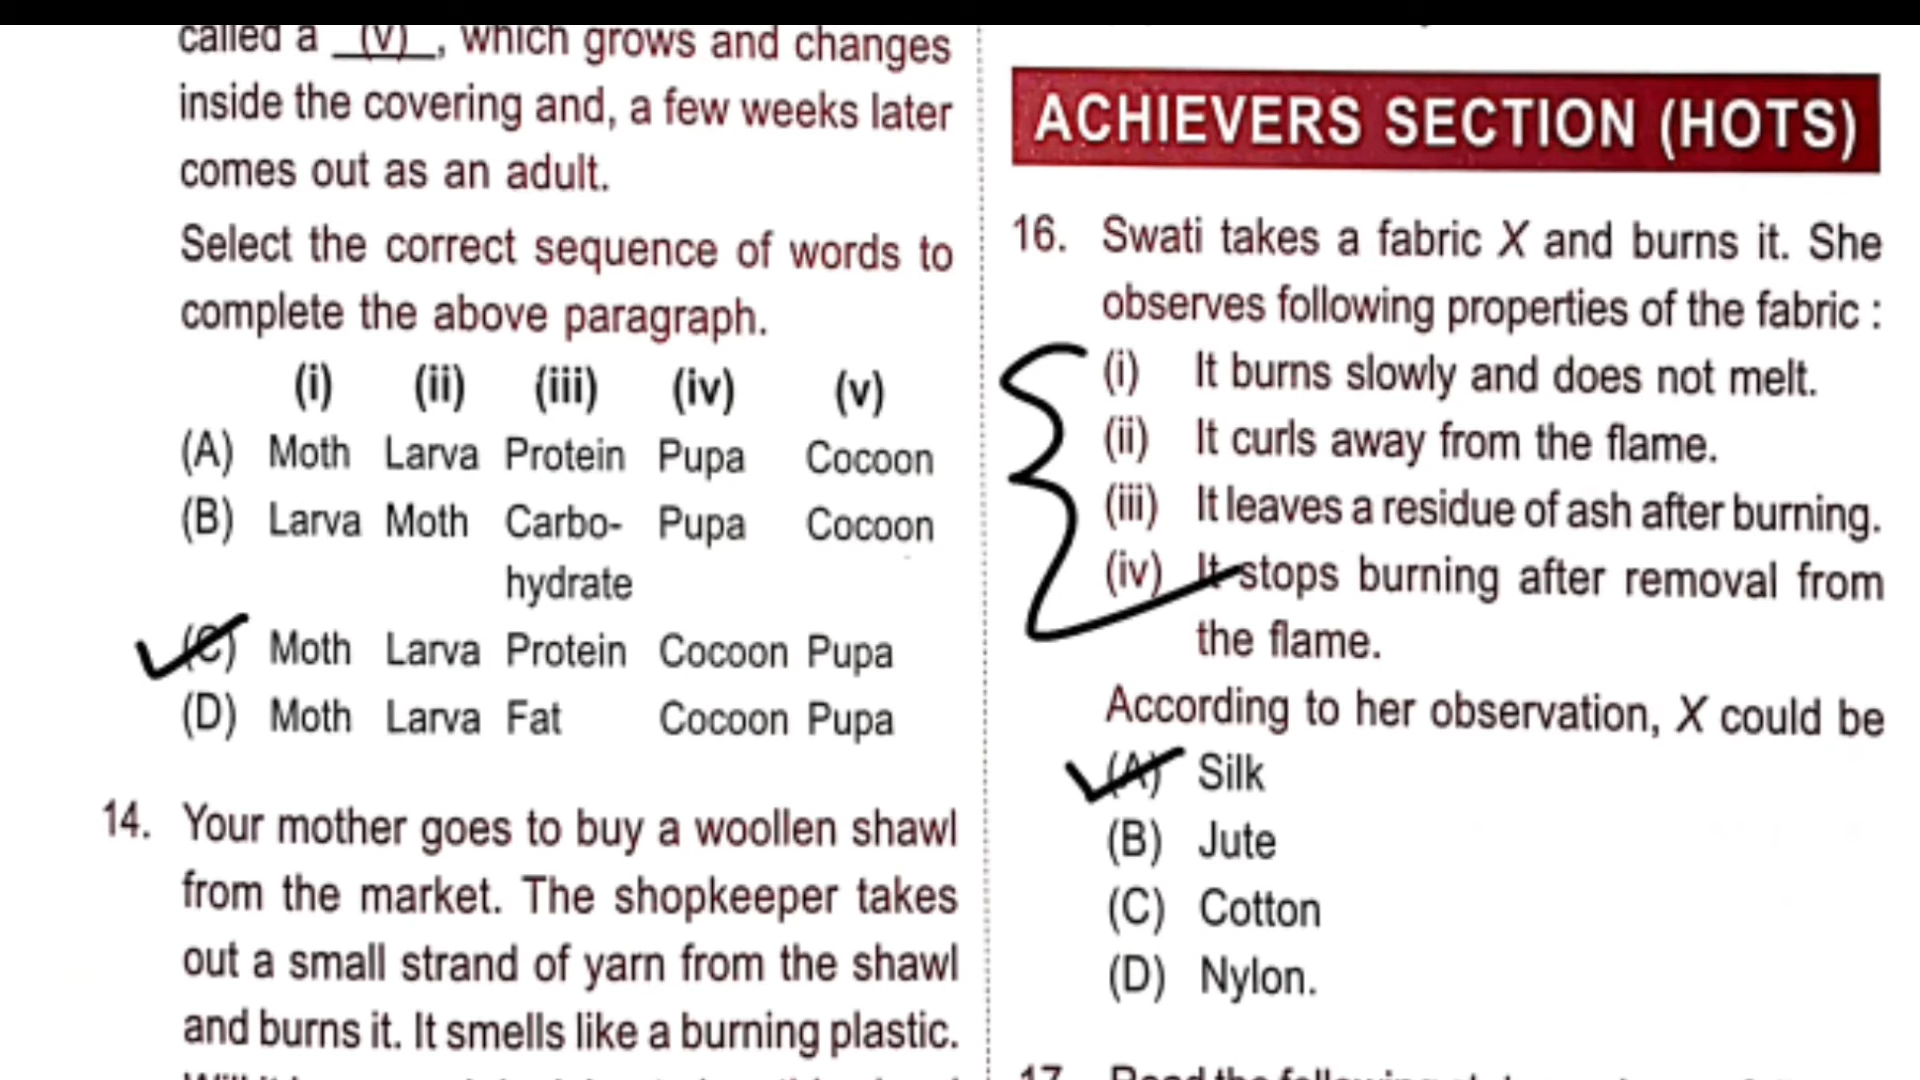 called a (v), which grows and changes
inside the covering and, a few weeks later
comes out as an adult.
Select the correct sequence of words to
complete the above paragraph.
(i) (ii) (iii) (iv) (v)
(A) Moth Larva Protein Pupa Cocoon
(B) Larva Moth Carbo- Pupa Cocoon
hydrate
(C) Moth Larva Protein Cocoon Pupa
(D) Moth Larva Fat Cocoon Pupa
14. Your mother goes to buy a woollen shawl
from the market. The shopkeeper takes
out a small strand of yarn from the shawl
and burns it. It smells like a burning plastic.
ACHIEVERS SECTION (HOTS)
16. Swati takes a fabric X and burns it. She
observes following properties of the fabric :
(i) It burns slowly and does not melt.
(ii) It curls away from the flame.
(iii) It leaves a residue of ash after burning.
(iv) It stops burning after removal from
the flame.
According to her observation, X could be
(A) Silk
(B) Jute
(C) Cotton
(D) Nylon.
17. Read the following